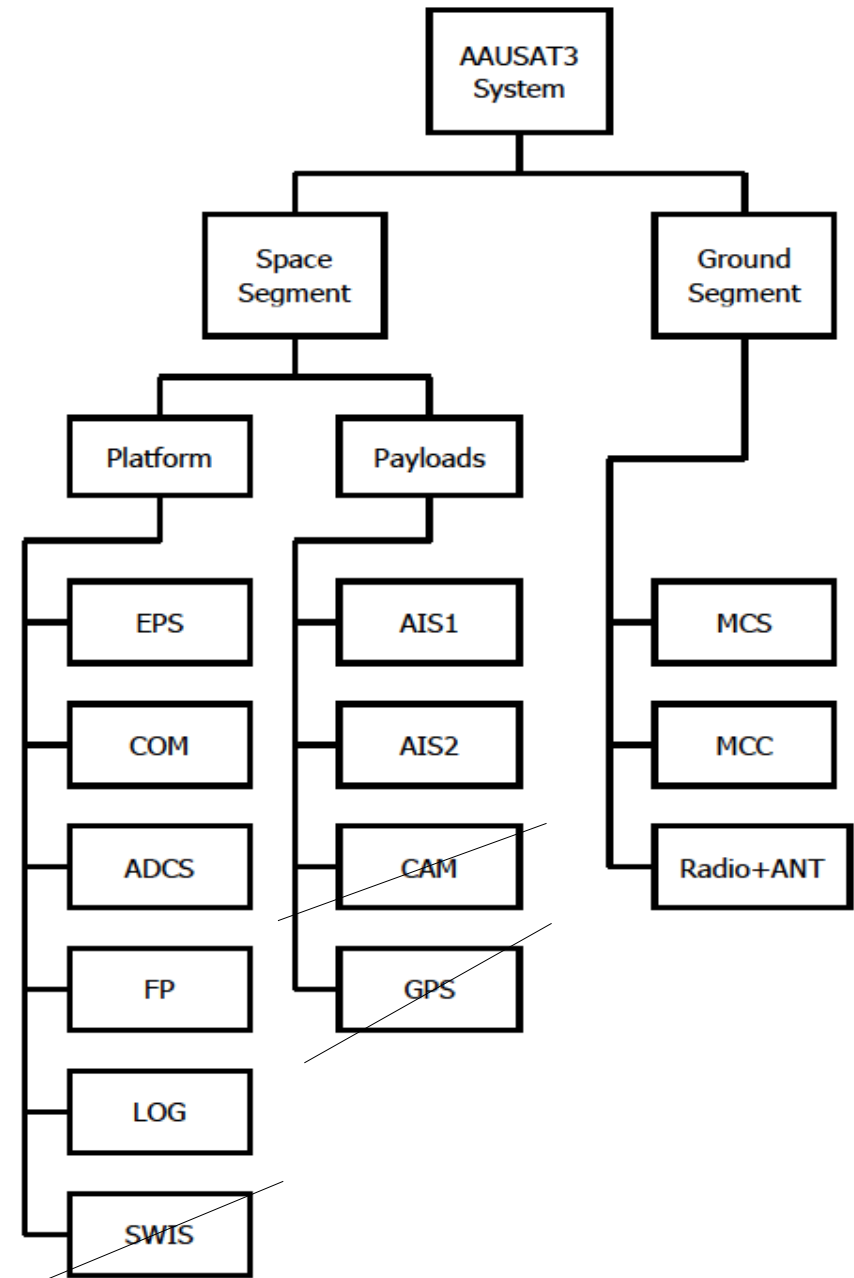 AAUSAT3
System
Space
Segment
Ground
Segment
Platform
Payloads
EPS
AIS1
MCS
COM
AIS2
MCC
ADCS
CAM
Radio+ANT
FP
GPS
LOG
SWIS